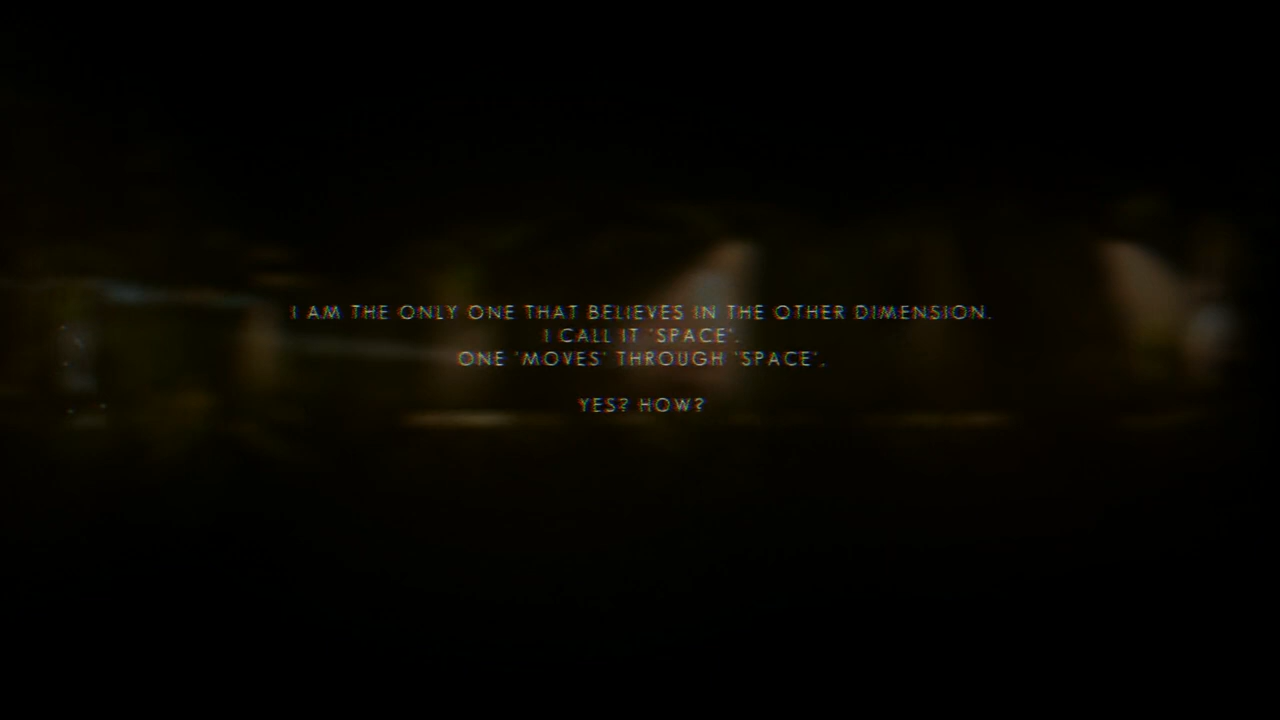 I AM THE ONLY ONE THAT BELIEVES IN THE OTHER DIMENSION.
I CALL IT 'SPACE'.
ONE 'MOVES' THROUGH 'SPACE'.
YES? HOW?